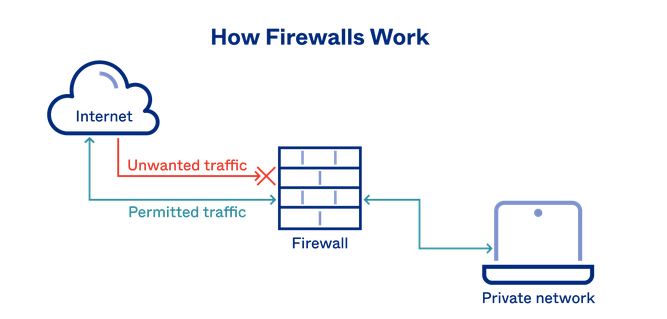 How Firewalls Work
Internet
Unwanted traffic
Permitted traffic
Firewall
Private network